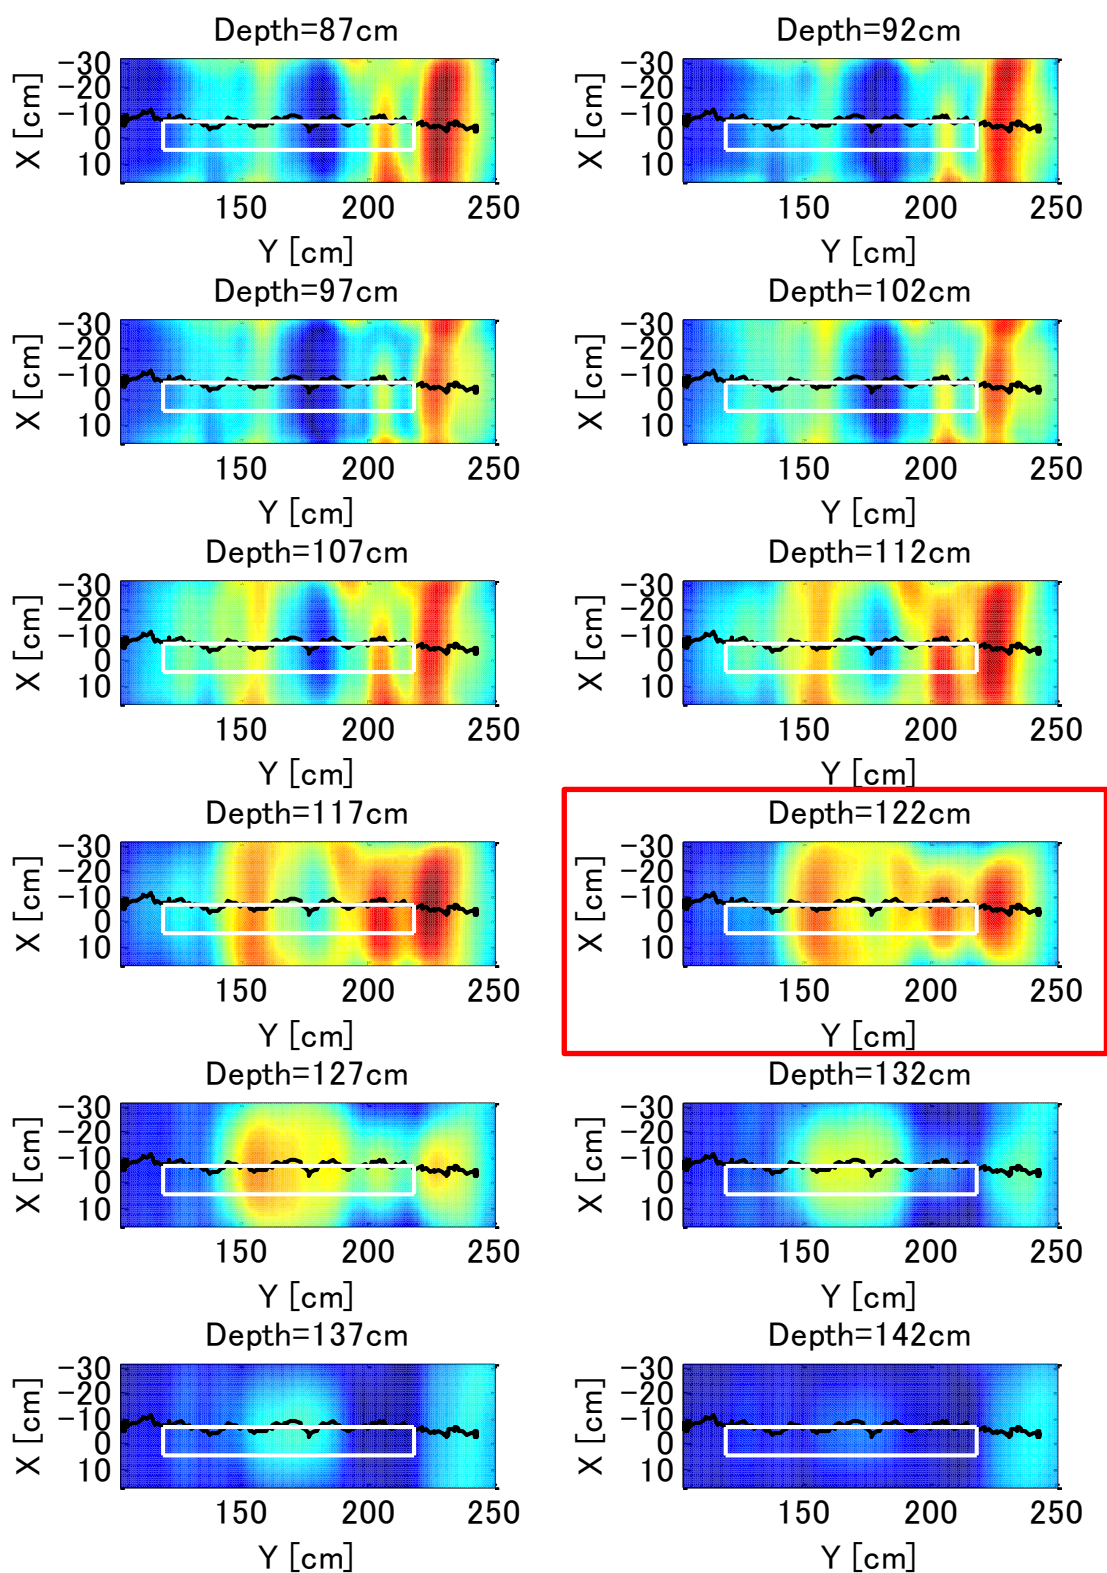 Depth=87cm
X [cm]
-30
-20
-10
0
10
150 200 250
Y [cm]
Depth=92cm
X [cm]
-30
-20
-10
0
10
150 200 250
Y [cm]
Depth=97cm
X [cm]
-30
-20
-10
0
10
150 200 250
Y [cm]
Depth=102cm
X [cm]
-30
-20
-10
0
10
150 200 250
Y [cm]
Depth=107cm
X [cm]
-30
-20
-10
0
10
150 200 250
Y [cm]
Depth=112cm
X [cm]
-30
-20
-10
0
10
150 200 250
Y [cm]
Depth=117cm
X [cm]
-30
-20
-10
0
10
150 200 250
Y [cm]
Depth=122cm
X [cm]
-30
-20
-10
0
10
150 200 250
Y [cm]
Depth=127cm
X [cm]
-30
-20
-10
0
10
150 200 250
Y [cm]
Depth=132cm
X [cm]
-30
-20
-10
0
10
150 200 250
Y [cm]
Depth=137cm
X [cm]
-30
-20
-10
0
10
150 200 250
Y [cm]
Depth=142cm
X [cm]
-30
-20
-10
0
10
150 200 250
Y [cm]